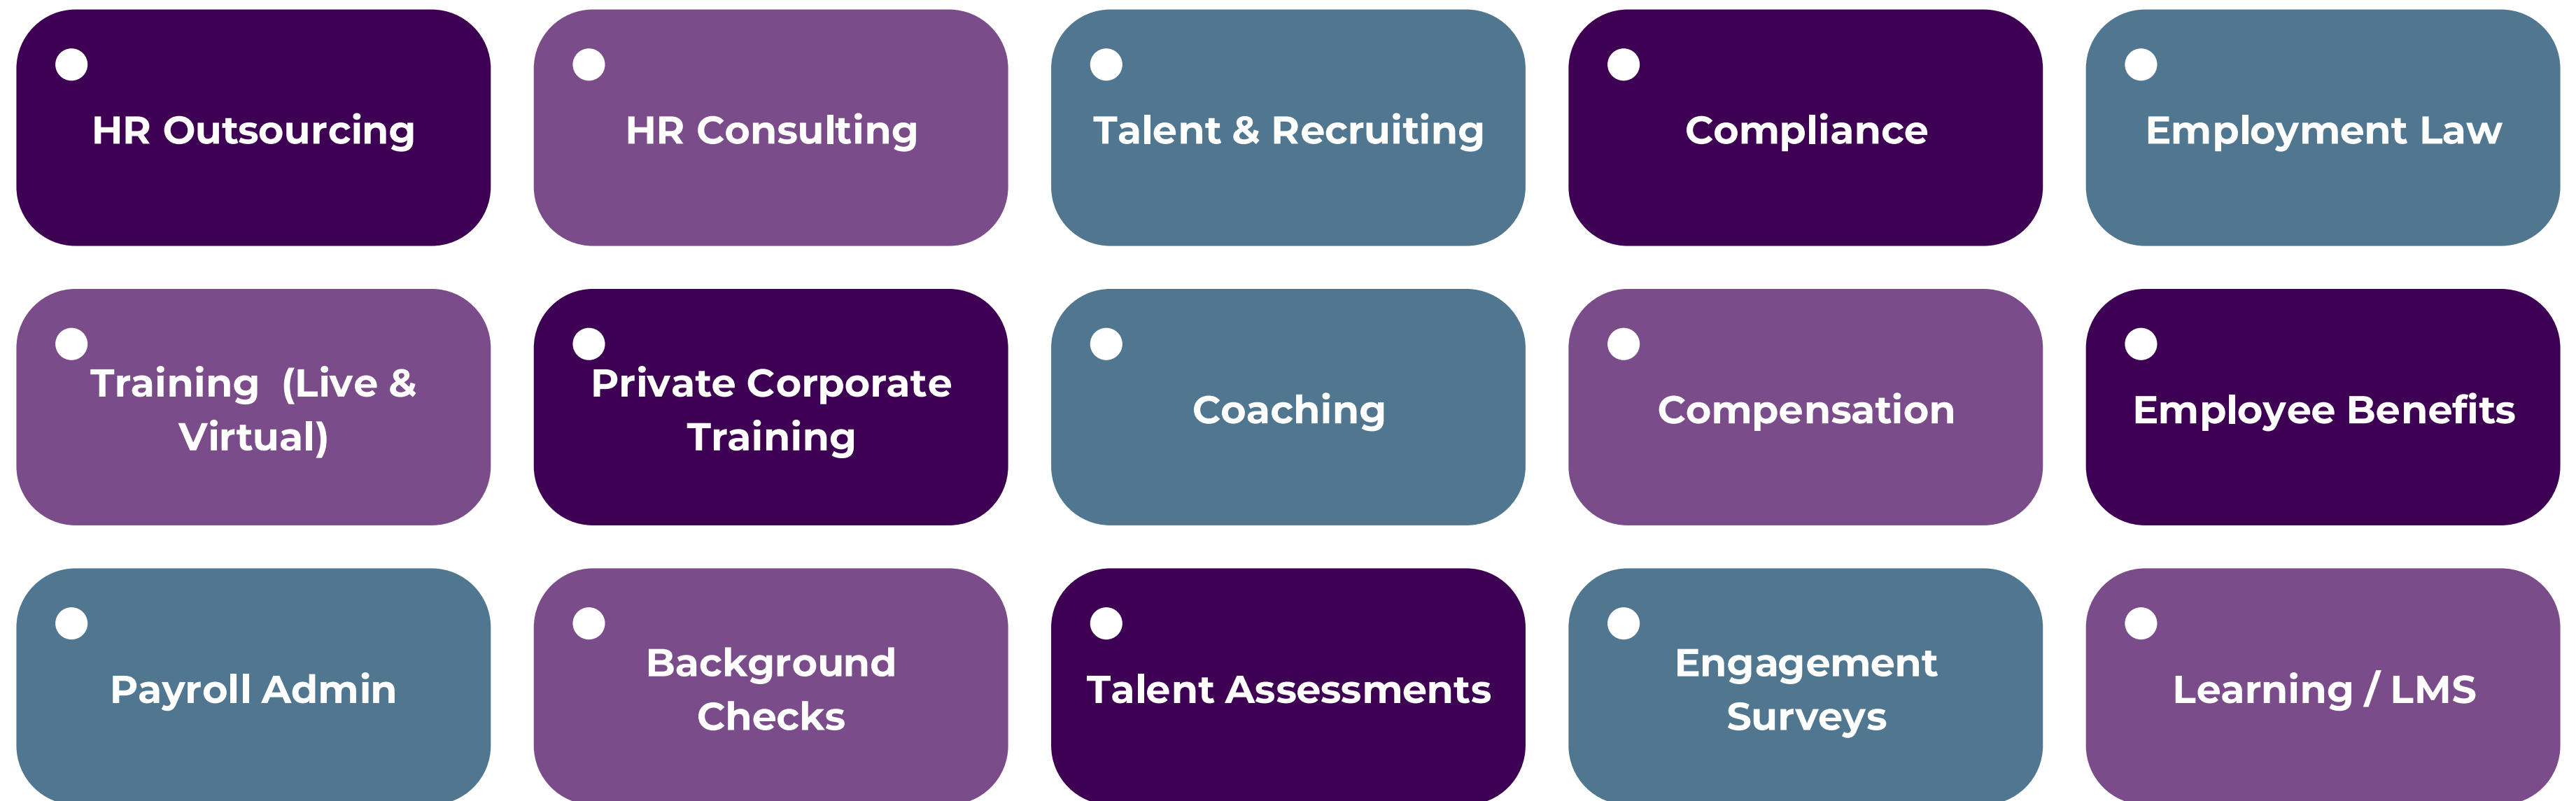 HR Outsourcing
HR Consulting
Talent & Recruiting
Compliance
Employment Law
Training  (Live &
Virtual)
Private Corporate
Training
Coaching
Compensation
Employee Benefits
Payroll Admin
Background
Checks
Talent Assessments
Engagement
Surveys
Learning / LMS